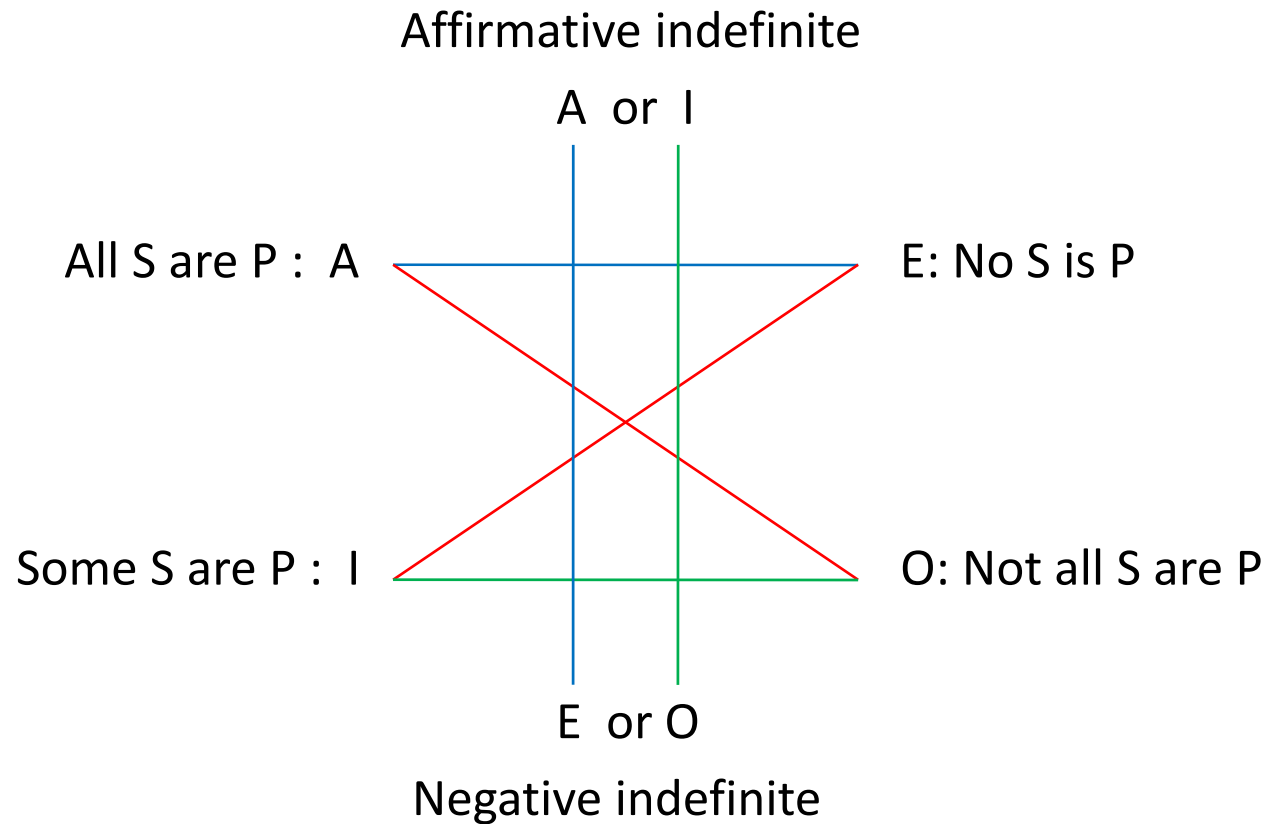 Affirmative indefinite
A or I
All S are P : A
E: No S is P
Some S are P : I
O: Not all S are P
E or O
Negative indefinite